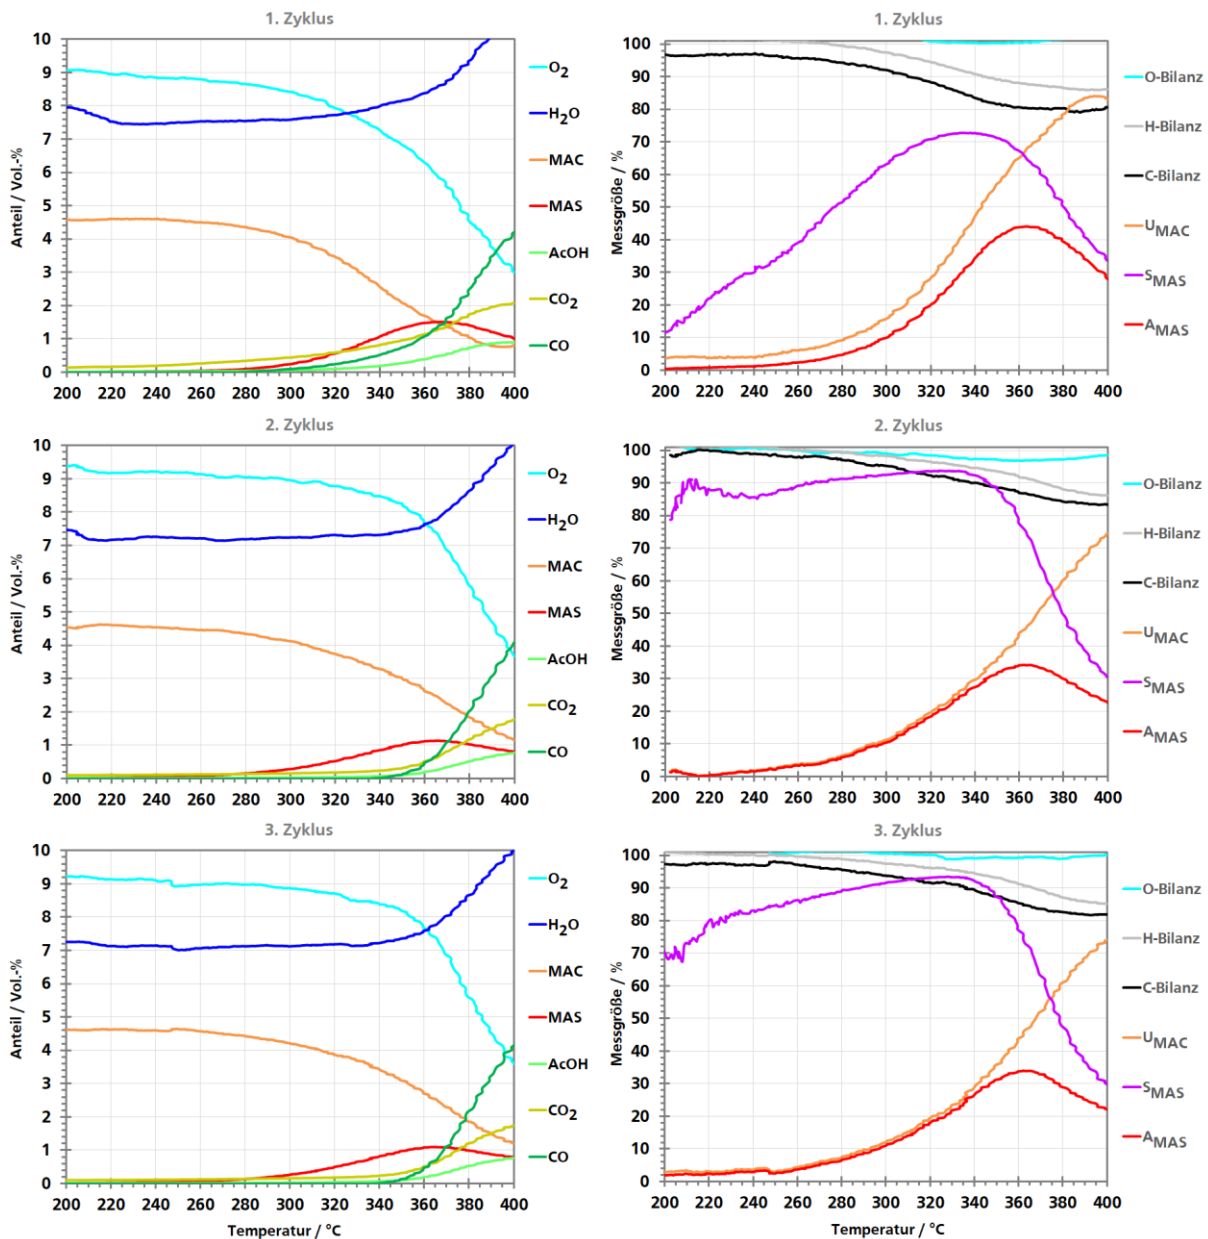 1. Zyklus
Anteil / Vol.-%
10
9
8
7
6
5
4
3
2
1
0
200 220 240 260 280 300 320 340 360 380 400
O2
H2O
MAC
MAS
AcOH
CO2
CO
1. Zyklus
Messgröße / %
100
90
80
70
60
50
40
30
20
10
0
200 220 240 260 280 300 320 340 360 380 400
O-Bilanz
H-Bilanz
C-Bilanz
UMAC
SMAS
AMAS
2. Zyklus
Anteil / Vol.-%
10
9
8
7
6
5
4
3
2
1
0
200 220 240 260 280 300 320 340 360 380 400
O2
H2O
MAC
MAS
AcOH
CO2
CO
2. Zyklus
Messgröße / %
100
90
80
70
60
50
40
30
20
10
0
200 220 240 260 280 300 320 340 360 380 400
O-Bilanz
H-Bilanz
C-Bilanz
UMAC
SMAS
AMAS
3. Zyklus
Anteil / Vol.-%
10
9
8
7
6
5
4
3
2
1
0
200 220 240 260 280 300 320 340 360 380 400
Temperatur / °C
O2
H2O
MAC
MAS
AcOH
CO2
CO
3. Zyklus
Messgröße / %
100
90
80
70
60
50
40
30
20
10
0
200 220 240 260 280 300 320 340 360 380 400
Temperatur / °C
O-Bilanz
H-Bilanz
C-Bilanz
UMAC
SMAS
AMAS